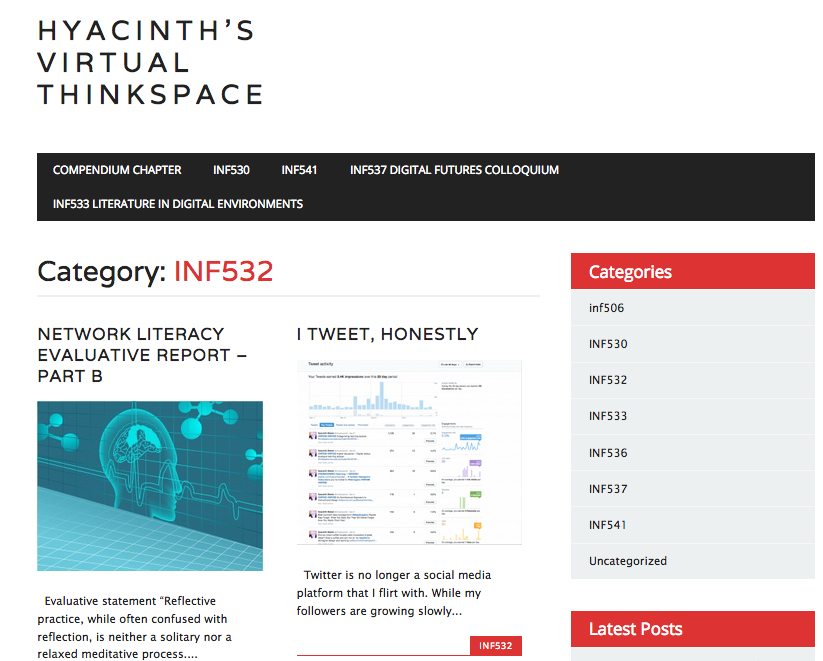 HYACINTH'S
VIRTUAL
THINKSPACE
COMPENDIUM CHAPTER
INF530
INF541
INF537 DIGITAL FUTURES COLLOQUIUM
INF533 LITERATURE IN DIGITAL ENVIRONMENTS
Category: INF532
NETWORK LITERACY
EVALUATIVE REPORT –
PART B
Evaluative statement “Reflective
practice, while often confused with
reflection, is neither a solitary nor a
relaxed meditative process....
I TWEET, HONESTLY
Tweet activity
Twitter is no longer a social media
platform that I flirt with. While my
followers are growing slowly...
INF532
Categories
inf506
INF530
INF532
INF533
INF536
INF537
INF541
Uncategorized
Latest Posts